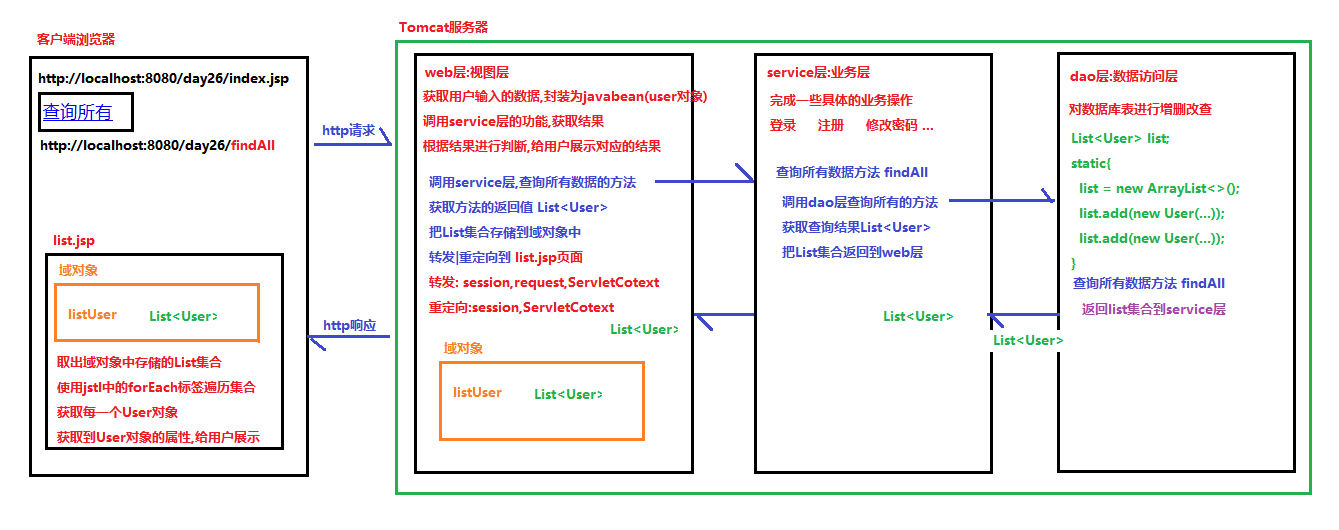 客户端浏览器
http://localhost:8080/day26/index.jsp
查询所有
http://localhost:8080/day26/findAll
list.jsp
域对象
listUser List<User>
取出域对象中存储的List集合
使用jstl中的forEach标签遍历集合
获取每一个User对象
获取到User对象的属性,给用户展示
http请求
http响应
Tomcat服务器
web层:视图层
获取用户输入的数据,封装为javabean(user对象)
调用service层的功能,获取结果
根据结果进行判断,给用户展示对应的结果
调用service层,查询所有数据的方法
获取方法的返回值 List<User>
把List集合存储到域对象中
转发|重定向到 list.jsp页面
转发: session,request,ServletCotext
重定向:session,ServletCotext
List<User>
域对象
listUser List<User>
service层:业务层
完成一些具体的业务操作
登录 注册 修改密码 ...
查询所有数据方法 findAll
调用dao层查询所有的方法
获取查询结果List<User>
把List集合返回到web层
List<User>
dao层:数据访问层
对数据库表进行增删改查
List<User> list;
static{
list = new ArrayList<>();
list.add(new User(...));
list.add(new User(...));
}
查询所有数据方法 findAll
返回list集合到service层
List<User>